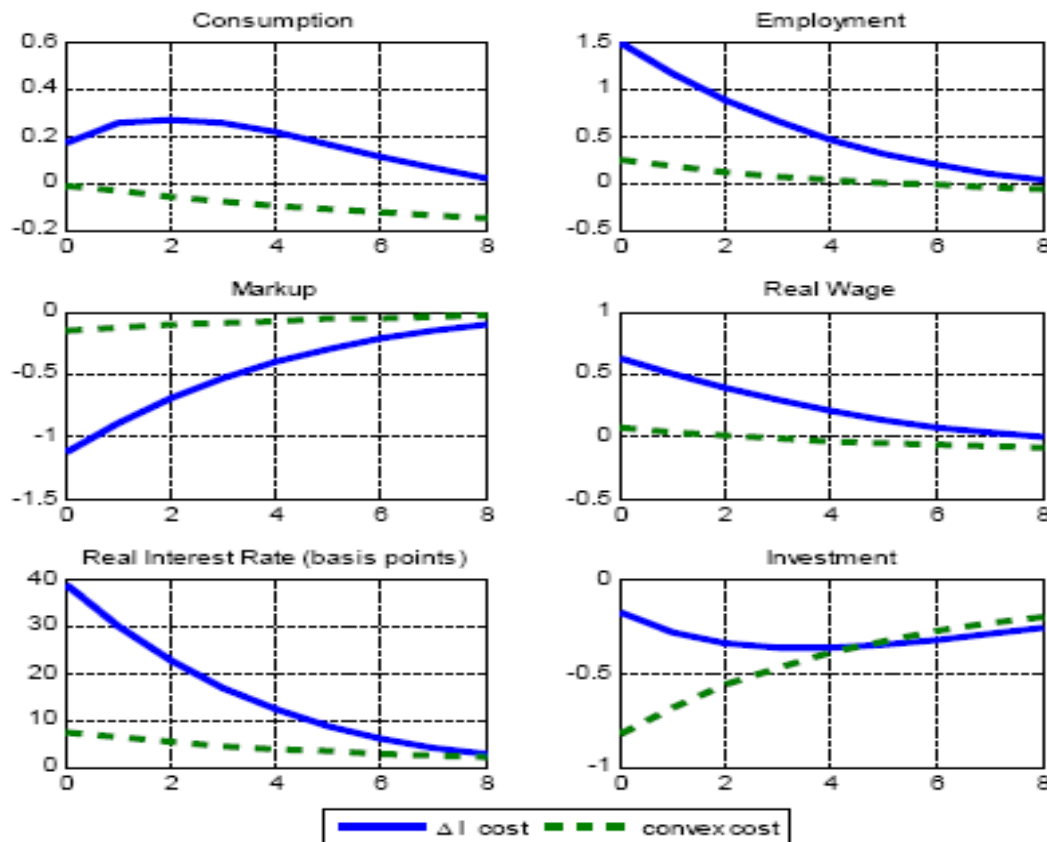 Consumption
0.6
0.4
0.2
0
-0.2
0 2 4 6 8
Employment
1.5
1
0.5
0
-0.5
0 2 4 6 8
Markup
0
-0.5
-1
-1.5
0 2 4 6 8
Real Wage
1
0.5
0
-0.5
0 2 4 6 8
Real Interest Rate (basis points)
40
30
20
10
0
0 2 4 6 8
Investment
0
-0.5
-1
0 2 4 6 8
Δ I cost convex cost